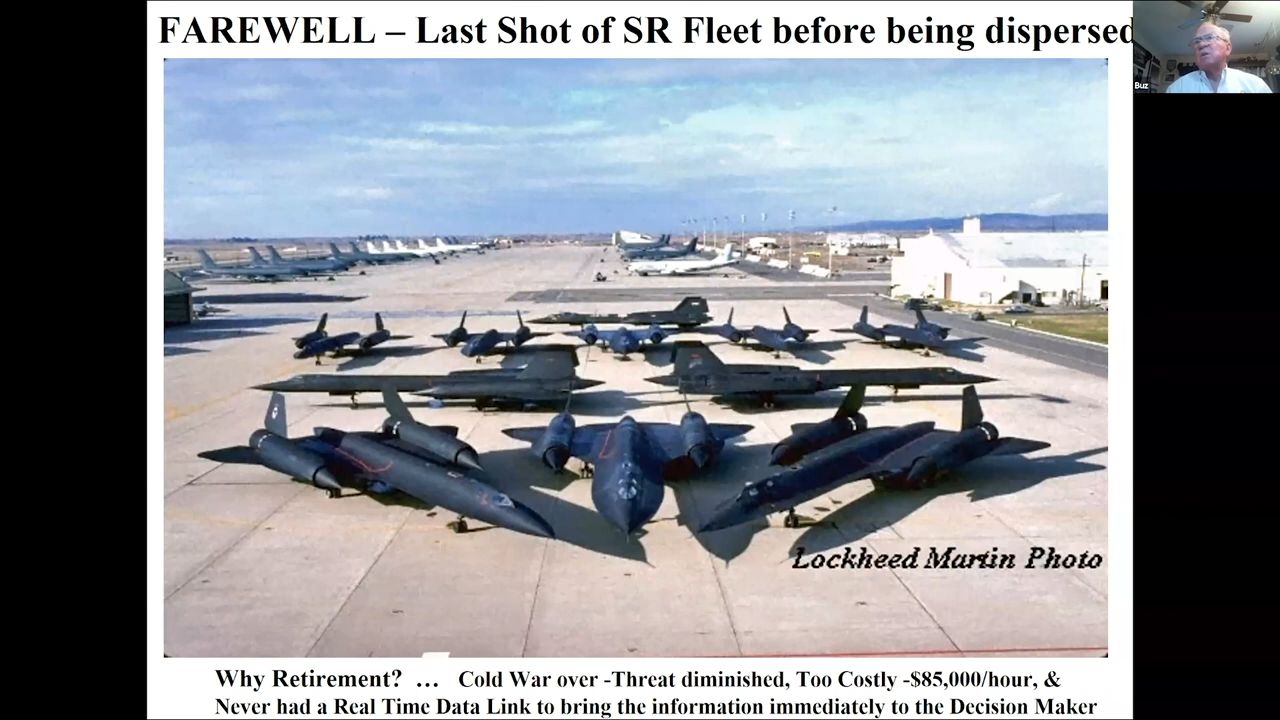 FAREWELL – Last Shot of SR Fleet before being dispersed
Buz
Lockheed Martin Photo
Why Retirement? … Cold War over -Threat diminished, Too Costly -$85,000/hour, &
Never had a Real Time Data Link to bring the information immediately to the Decision Maker